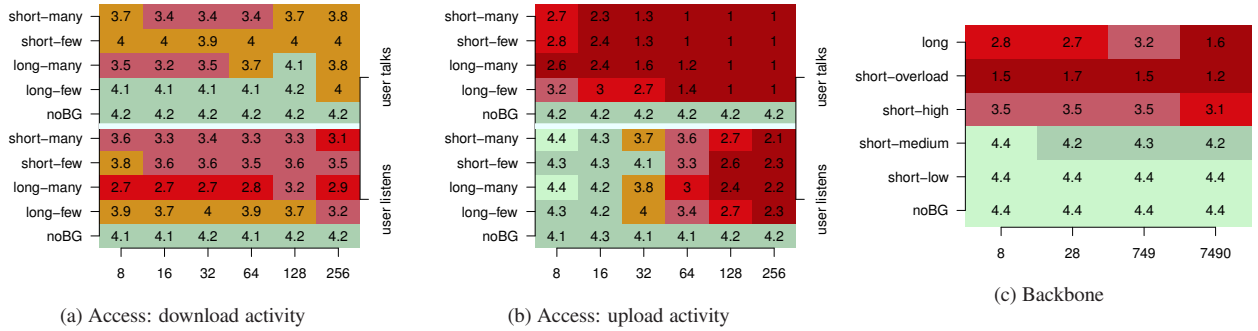 short−many 3.7 3.4 3.4 3.4 3.7 3.8
short−few 4 4 3.9 4 4 4
long−many 3.5 3.2 3.5 3.7 4.1 3.8
long−few 4.1 4.1 4.1 4.1 4.2 4
noBG 4.2 4.2 4.2 4.2 4.2 4.2
user talks
short−many 3.6 3.4 3.4 3.3 3.3 3.1
short−few 3.8 3.6 3.6 3.5 3.6 3.5
long−many 2.7 2.7 2.7 2.8 3.2 2.9
long−few 3.9 3.7 4 3.9 3.7 3.2
noBG 4.1 4.1 4.2 4.1 4.2 4.2
user listens
8 16 32 64 128 256
(a) Access: download activity
short−many 2.7 2.3 1.3 1 1 1
short−few 2.8 2.4 1.3 1 1 1
long−many 2.6 2.4 1.6 1.2 1 1
long−few 3.2 3 2.7 1.4 1 1
noBG 4.2 4.2 4.2 4.2 4.2 4.2
user talks
short−many 4.4 4.3 3.7 3.6 2.7 2.1
short−few 4.3 4.3 4.1 3.3 2.6 2.3
long−many 4.4 4.2 3.8 3 2.4 2.2
long−few 4.3 4.2 4 3.4 2.7 2.3
noBG 4.1 4.3 4.1 4.1 4.2 4.2
user listens
8 16 32 64 128 256
(b) Access: upload activity
long 2.8 2.7 3.2 1.6
short−overload 1.5 1.7 1.5 1.2
short−high 3.5 3.5 3.5 3.1
short−medium 4.4 4.2 4.3 4.2
short−low 4.4 4.4 4.4 4.4
noBG 4.4 4.4 4.4 4.4
8 28 749 7490
(c) Backbone